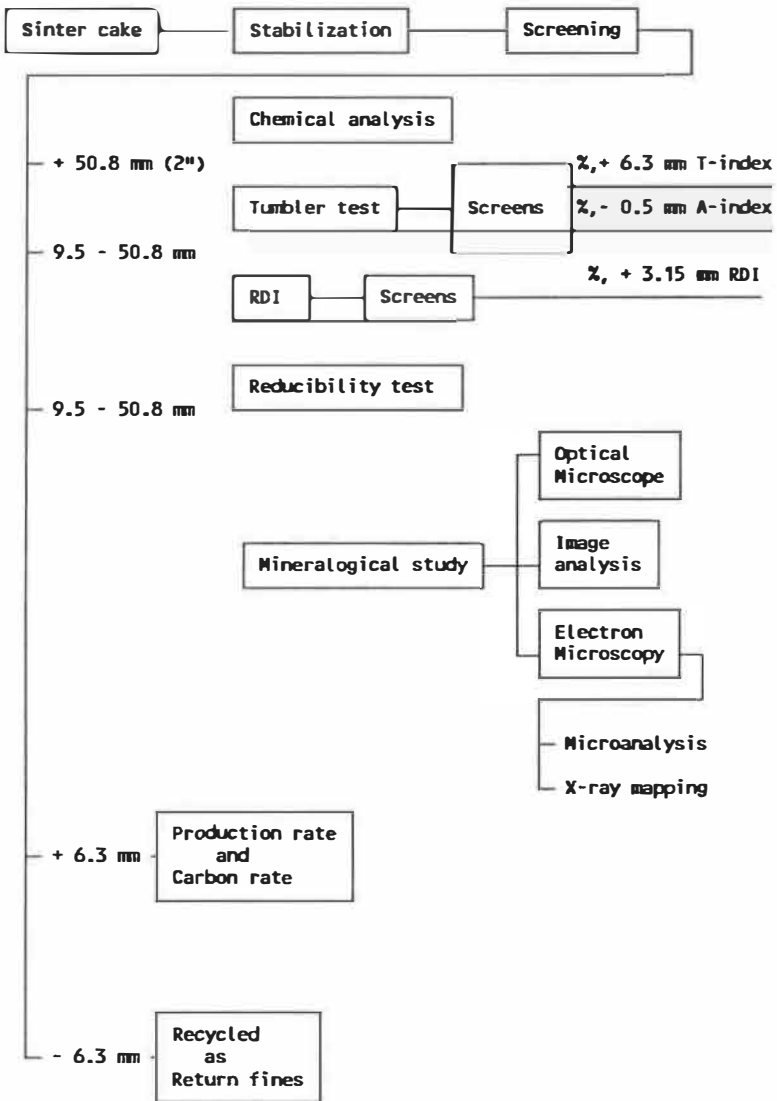 Sinter cake
Stabilization
Screening
Chemical analysis
+ 50.8 mm (2")
%,+ 6.3 mm T-index
Tumbler test
Screens
%,- 0.5 mm A-index
9.5 - 50.8 mm
%, + 3.15 mm RDI
RDI
Screens
Reducibility test
9.5 - 50.8 mm
Optical
Microscope
Image
analysis
Mineralogical study
Electron
Microscopy
Microanalysis
X-ray mapping
Production rate
and
Carbon rate
+ 6.3 mm
Recycled
as
Return fines
- 6.3 mm